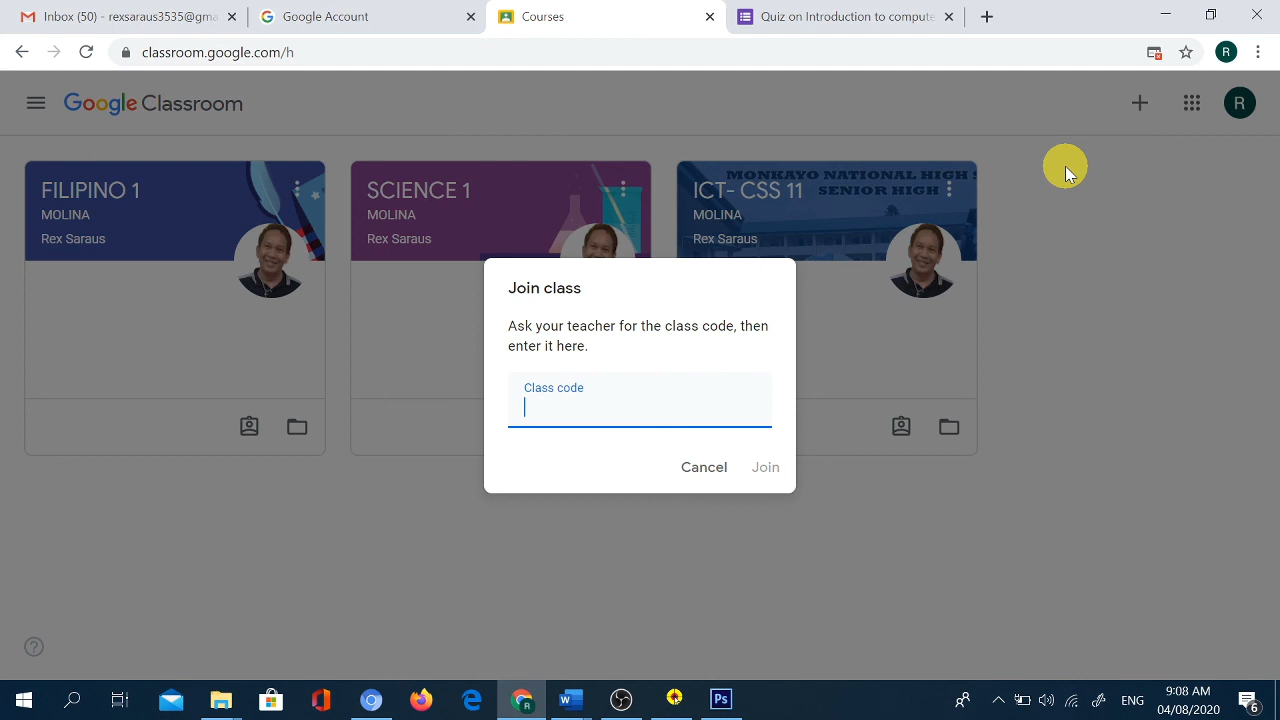 Inbox (50) - rexsaraus3535@gma
Google Account
Courses
Quiz on Introduction to compu
classroom.google.com/h
R
Google Classroom
R
FILIPINO 1
MOLINA
Rex Saraus
SCIENCE 1
MOLINA
Rex Saraus
MONKAYO NATIONAL HIGH S
SENIOR HIGH
ICT- CSS 11
MOLINA
Rex Saraus
Join class
Ask your teacher for the class code, then
enter it here.
Class code
Cancel
Join
ENG
9:08 AM
04/08/2020
6